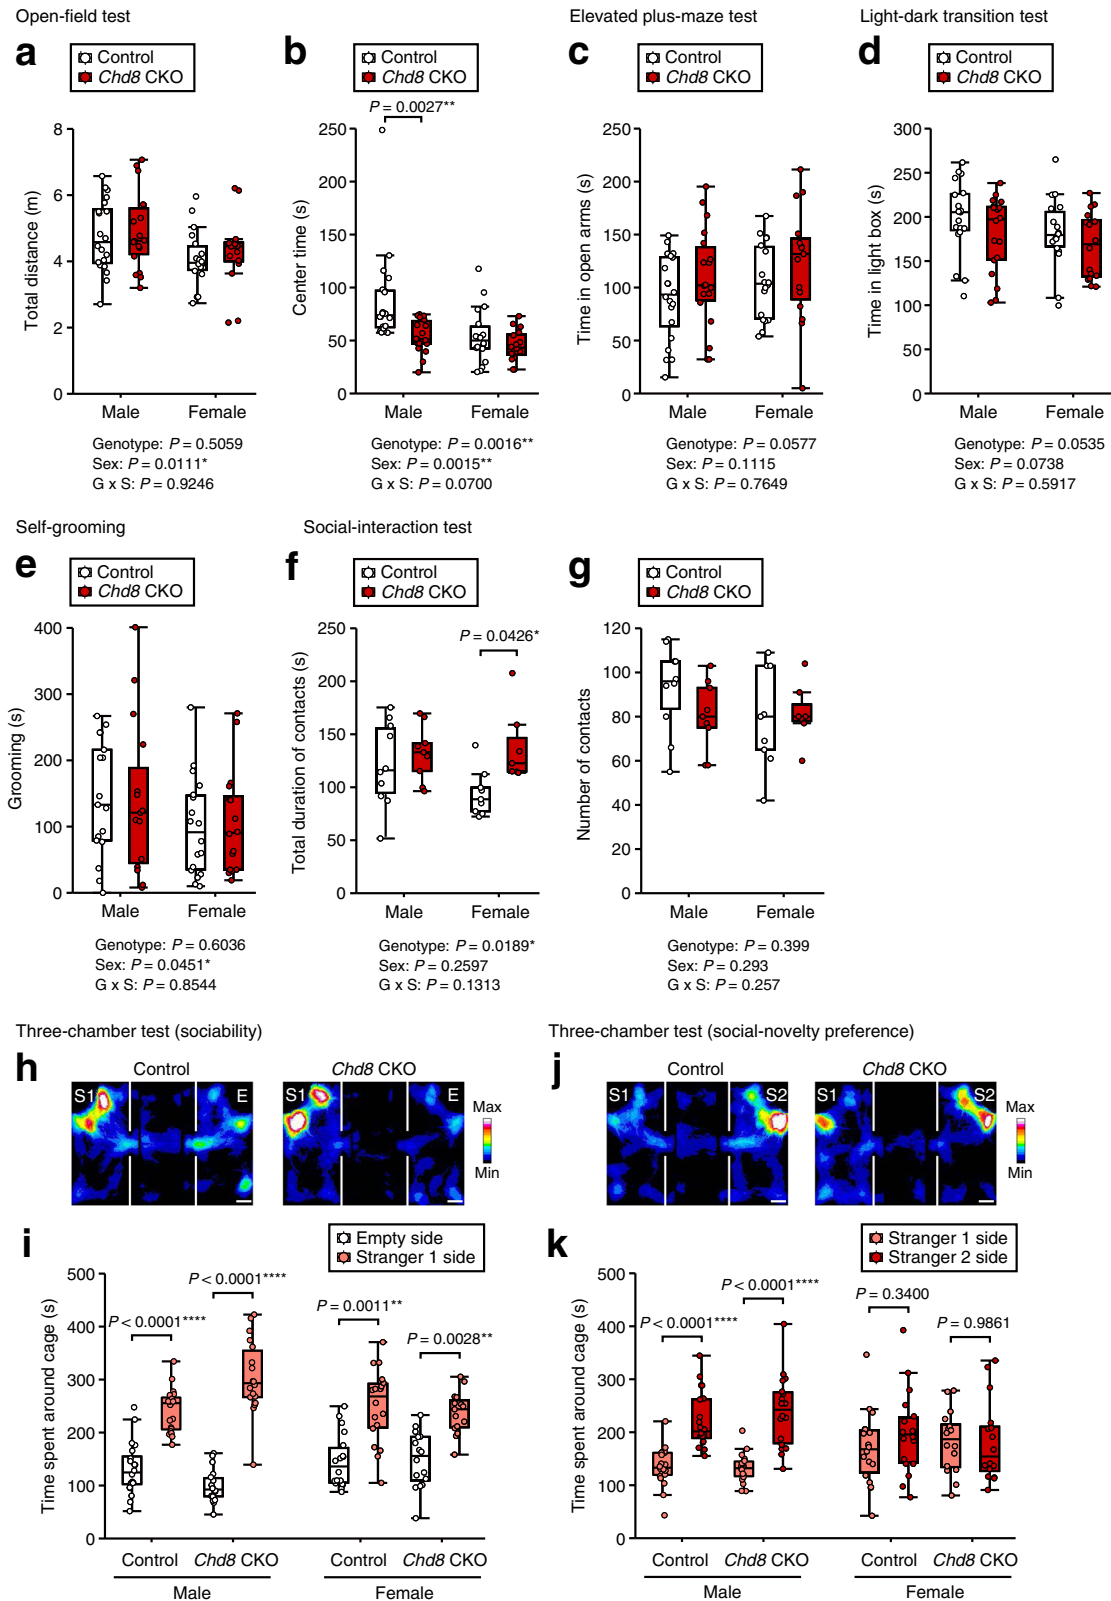 Open-field test
Elevated plus-maze test
Light-dark transition test
a
Control
Chd8 CKO
Total distance (m)
8
6
4
2
0
Male
Female
Genotype: P = 0.5059
Sex: P = 0.0111*
G x S: P = 0.9246
b
Control
Chd8 CKO
P = 0.0027**
Center time (s)
250
200
150
100
50
0
Male
Female
Genotype: P = 0.0016**
Sex: P = 0.0015**
G x S: P = 0.0700
c
Control
Chd8 CKO
Time in open arms (s)
250
200
150
100
50
0
Male
Female
Genotype: P = 0.0577
Sex: P = 0.1115
G x S: P = 0.7649
d
Control
Chd8 CKO
Time in light box (s)
300
250
200
150
100
50
0
Male
Female
Genotype: P = 0.0535
Sex: P = 0.0738
G x S: P = 0.5917
Self-grooming
Social-interaction test
e
Control
Chd8 CKO
Grooming (s)
400
300
200
100
0
Male
Female
Genotype: P = 0.6036
Sex: P = 0.0451*
G x S: P = 0.8544
f
Control
Chd8 CKO
P = 0.0426*
Total duration of contacts (s)
250
200
150
100
50
0
Male
Female
Genotype: P = 0.0189*
Sex: P = 0.2597
G x S: P = 0.1313
g
Control
Chd8 CKO
Number of contacts
120
100
80
60
40
20
0
Male
Female
Genotype: P = 0.399
Sex: P = 0.293
G x S: P = 0.257
Three-chamber test (sociability)
Three-chamber test (social-novelty preference)
h
Control
Chd8 CKO
S1
E
S1
E
Max
Min
j
Control
Chd8 CKO
S1
S2
S1
S2
Max
Min
i
Empty side
Stranger 1 side
P < 0.0001****
P < 0.0001****
P = 0.0011**
P = 0.0028**
Time spent around cage (s)
500
400
300
200
100
0
Control
Chd8 CKO
Control
Chd8 CKO
Male
Female
k
Stranger 1 side
Stranger 2 side
P < 0.0001****
P < 0.0001****
P = 0.3400
P = 0.9861
Time spent around cage (s)
500
400
300
200
100
0
Control
Chd8 CKO
Control
Chd8 CKO
Male
Female